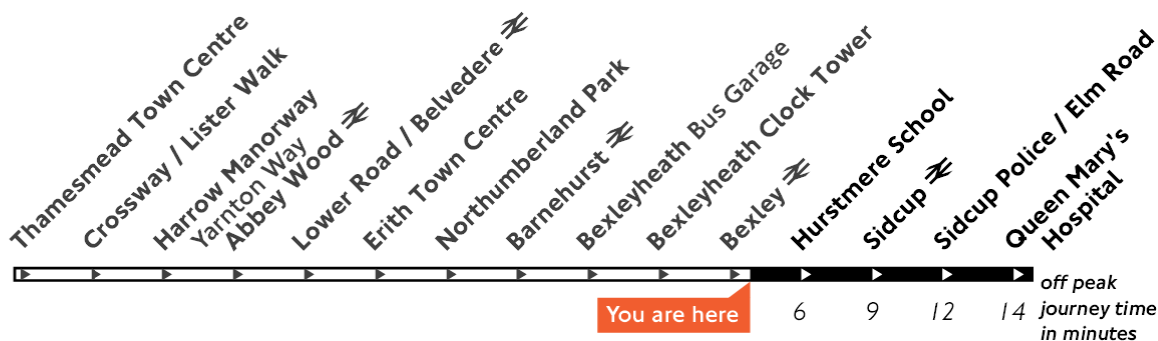 Thamesmead Town Centre
Crossway / Lister Walk
Harrow Manorway
Yarnton Way
Abbey Wood
Lower Road / Belvedere
Erith Town Centre
Northumberland Park
Barnehurst
Bexleyheath Bus Garage
Bexleyheath Clock Tower
Bexley
Hurstmere School
Sidcup
Sidcup Police / Elm Road
Queen Mary's
Hospital
You are here
6 9 12 14
off peak
journey time
in minutes